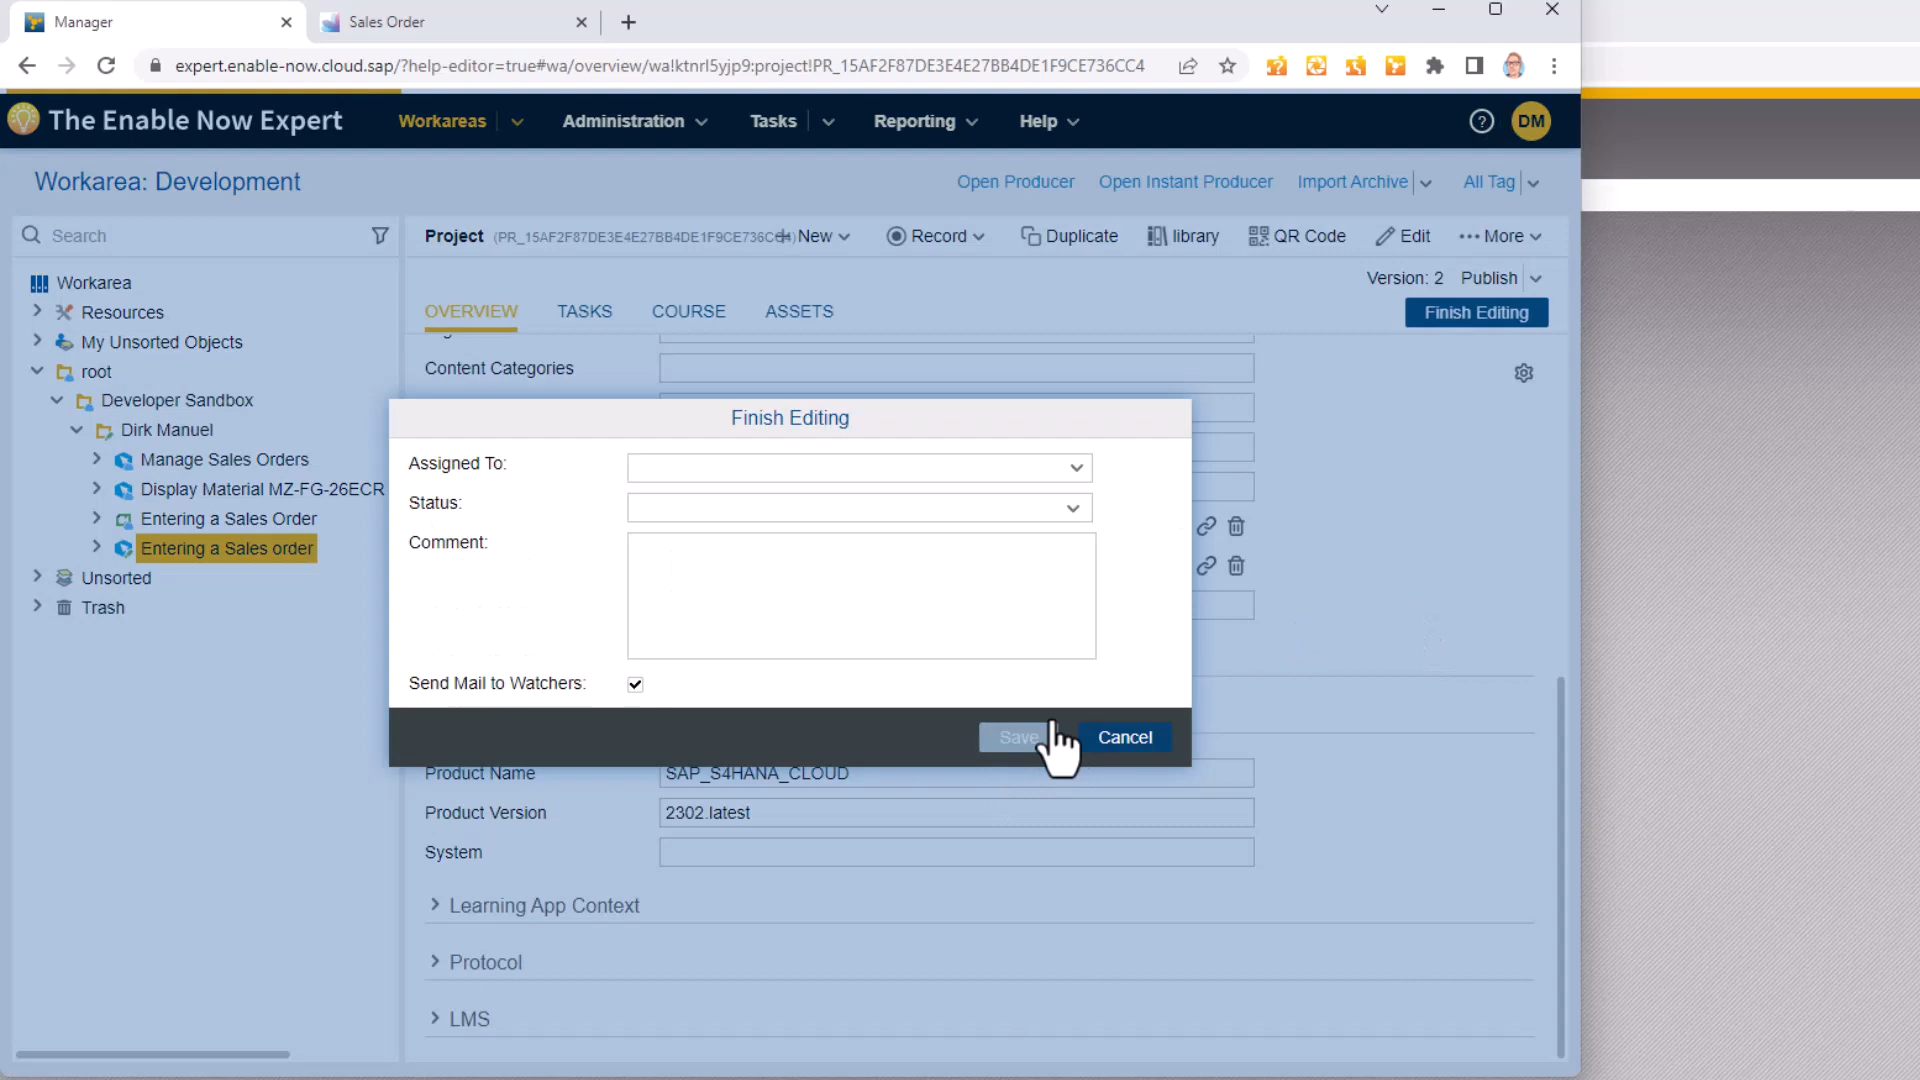 Manager
Sales Order
expert.enable-now.cloud.sap/?help-editor=true#wa/overview/wa!ktnrl5yjp9:project!PR_15AF2F87DE3E4E27BB4DE1F9CE736CC4
The Enable Now Expert
Workareas
Administration
Tasks
Reporting
Help
DM
Workarea: Development
Open Producer
Open Instant Producer
Import Archive
All Tag
Search
Project
New
Record
Duplicate
library
QR Code
Edit
More
Version: 2
Publish
OVERVIEW
TASKS
COURSE
ASSETS
Finish Editing
Workarea
Resources
My Unsorted Objects
root
Developer Sandbox
Dirk Manuel
Manage Sales Orders
Display Material MZ-FG-26ECR
Entering a Sales Order
Entering a Sales order
Unsorted
Trash
Content Categories
Finish Editing
Assigned To:
Status:
Comment:
Send Mail to Watchers:
Save
Cancel
Product Name
SAP_S4HANA_CLOUD
Product Version
2302.latest
System
Learning App Context
Protocol
LMS